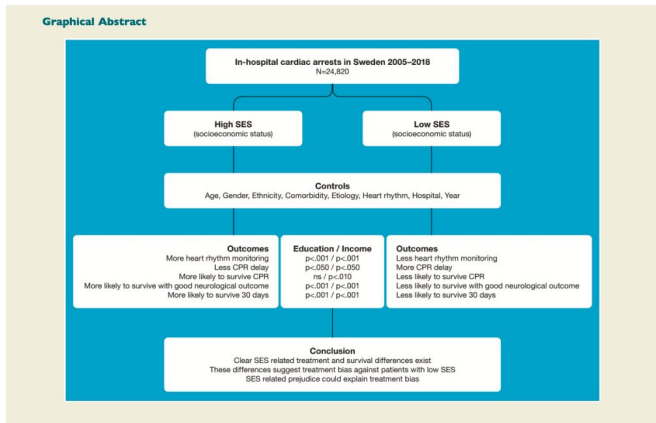 Graphical Abstract
In-hospital cardiac arrests in Sweden 2005–2018
N=24,820
High SES
(socioeconomic status)
Low SES
(socioeconomic status)
Controls
Age, Gender, Ethnicity, Comorbidity, Etiology, Heart rhythm, Hospital, Year
Outcomes
More heart rhythm monitoring
Less CPR delay
More likely to survive CPR
More likely to survive with good neurological outcome
More likely to survive 30 days
Education / Income
p<.001 / p<.001
p<.050 / p<.050
ns / p<.010
p<.001 / p<.001
p<.001 / p<.001
Outcomes
Less heart rhythm monitoring
More CPR delay
Less likely to survive CPR
Less likely to survive with good neurological outcome
Less likely to survive 30 days
Conclusion
Clear SES related treatment and survival differences exist
These differences suggest treatment bias against patients with low SES
SES related prejudice could explain treatment bias